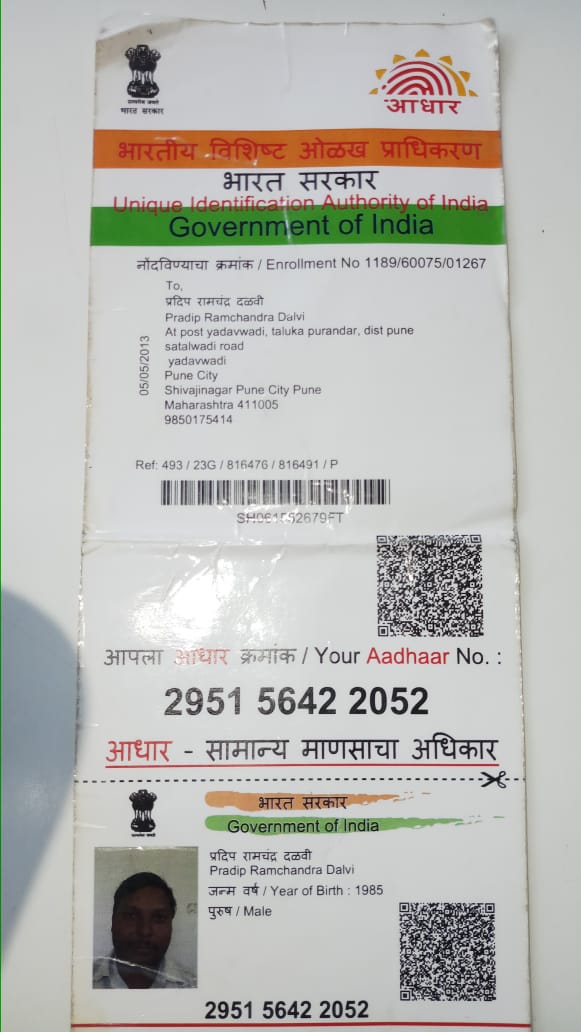 सत्यमेव जयते
भारत सरकार
आधार
भारतीय विशिष्ट ओळख प्राधिकरण
भारत सरकार
Unique Identification Authority of India
Government of India
नोंदविण्याचा क्रमांक / Enrollment No 1189/60075/01267
To,
प्रदिप रामचंद्र दळवी
Pradip Ramchandra Dalvi
At post yadavwadi, taluka purandar, dist pune
satalwadi road
yadavwadi
Pune City
Shivajinagar Pune City Pune
Maharashtra 411005
9850175414
05/05/2013
Ref: 493 / 23G / 816476 / 816491 / P
आपला आधार क्रमांक / Your Aadhaar No. :
2951 5642 2052
आधार - सामान्य माणसाचा अधिकार
भारत सरकार
Government of India
प्रदिप रामचंद्र दळवी
Pradip Ramchandra Dalvi
जन्म वर्ष / Year of Birth : 1985
पुरुष / Male
2951 5642 2052